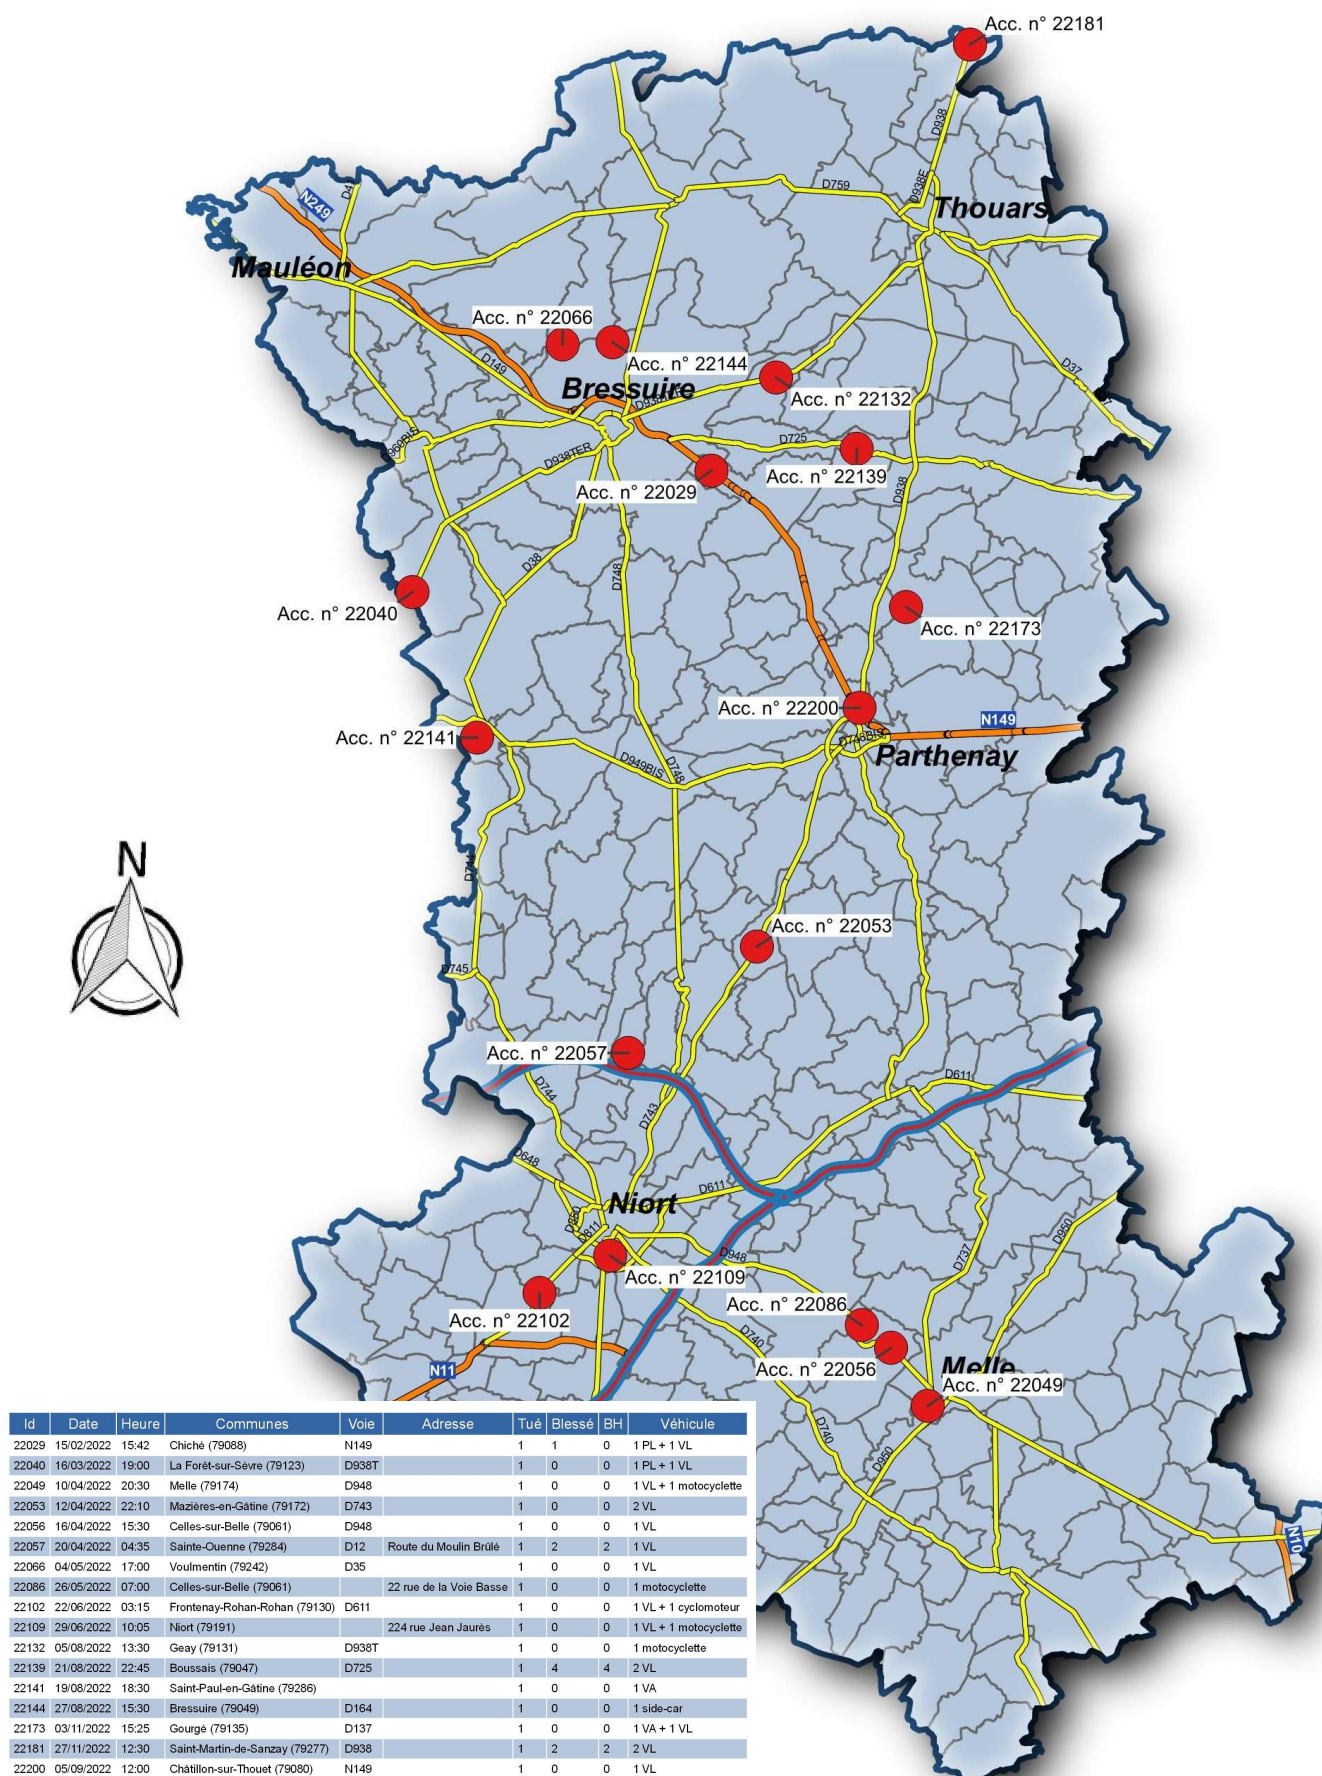 Acc. n° 22181
D938
N249
D41
D759
D938E
Thouars
Mauléon
Acc. n° 22066
Acc. n° 22144
D149
D37
Bressuire
Acc. n° 22132
D960BIS
D725
D938TER
Acc. n° 22139
Acc. n° 22029
D938
D38
D748
Acc. n° 22040
Acc. n° 22173
Acc. n° 22200
N149
Acc. n° 22141
D748BIS
Parthenay
D949BIS
D748
N
D744
Acc. n° 22053
D745
Acc. n° 22057
D611
D744
D743
D648
D611
Niort
D850
D811
D950
D948
D737
Acc. n° 22109
Acc. n° 22102
Acc. n° 22086
D740
Acc. n° 22056
Melle
N11
Acc. n° 22049
D740
D950
N10
Id Date Heure Communes Voie Adresse Tué Blessé BH Véhicule
22029 15/02/2022 15:42 Chiché (79088) N149 1 1 0 1 PL + 1 VL
22040 16/03/2022 19:00 La Forêt-sur-Sèvre (79123) D938T 1 0 0 1 PL + 1 VL
22049 10/04/2022 20:30 Melle (79174) D948 1 0 0 1 VL + 1 motocyclette
22053 12/04/2022 22:10 Mazières-en-Gâtine (79172) D743 1 0 0 2 VL
22056 16/04/2022 15:30 Celles-sur-Belle (79061) D948 1 0 0 1 VL
22057 20/04/2022 04:35 Sainte-Ouenne (79284) D12 Route du Moulin Brûlé 1 2 2 1 VL
22066 04/05/2022 17:00 Voulmentin (79242) D35 1 0 0 1 VL
22086 26/05/2022 07:00 Celles-sur-Belle (79061) 22 rue de la Voie Basse 1 0 0 1 motocyclette
22102 22/06/2022 03:15 Frontenay-Rohan-Rohan (79130) D611 1 0 0 1 VL + 1 cyclomoteur
22109 29/06/2022 10:05 Niort (79191) 224 rue Jean Jaurès 1 0 0 1 VL + 1 motocyclette
22132 05/08/2022 13:30 Geay (79131) D938T 1 0 0 1 motocyclette
22139 21/08/2022 22:45 Boussais (79047) D725 1 4 4 2 VL
22141 19/08/2022 18:30 Saint-Paul-en-Gâtine (79286) 1 0 0 1 VA
22144 27/08/2022 15:30 Bressuire (79049) D164 1 0 0 1 side-car
22173 03/11/2022 15:25 Gourgé (79135) D137 1 0 0 1 VA + 1 VL
22181 27/11/2022 12:30 Saint-Martin-de-Sanzay (79277) D938 1 2 2 2 VL
22200 05/09/2022 12:00 Châtillon-sur-Thouet (79080) N149 1 0 0 1 VL